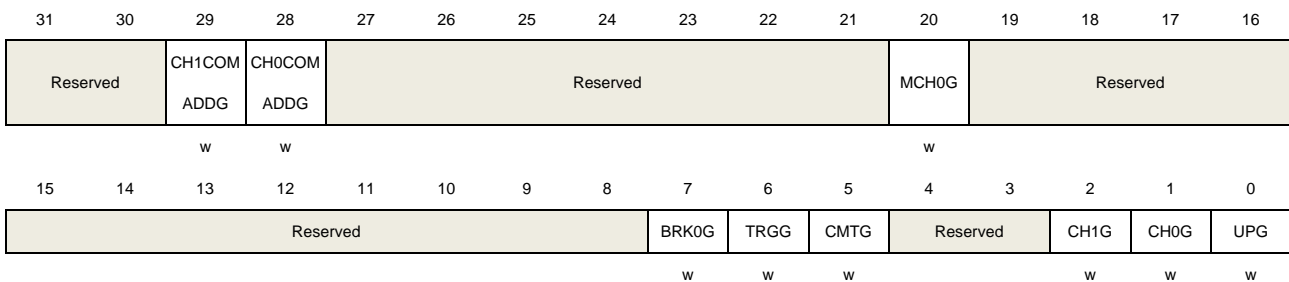 31 30 29 28 27 26 25 24 23 22 21 20 19 18 17 16
Reserved CH1COM ADDG CH0COM ADDG Reserved MCH0G Reserved
w w w
15 14 13 12 11 10 9 8 7 6 5 4 3 2 1 0
Reserved BRK0G TRGG CMTG Reserved CH1G CH0G UPG
w w w w w w